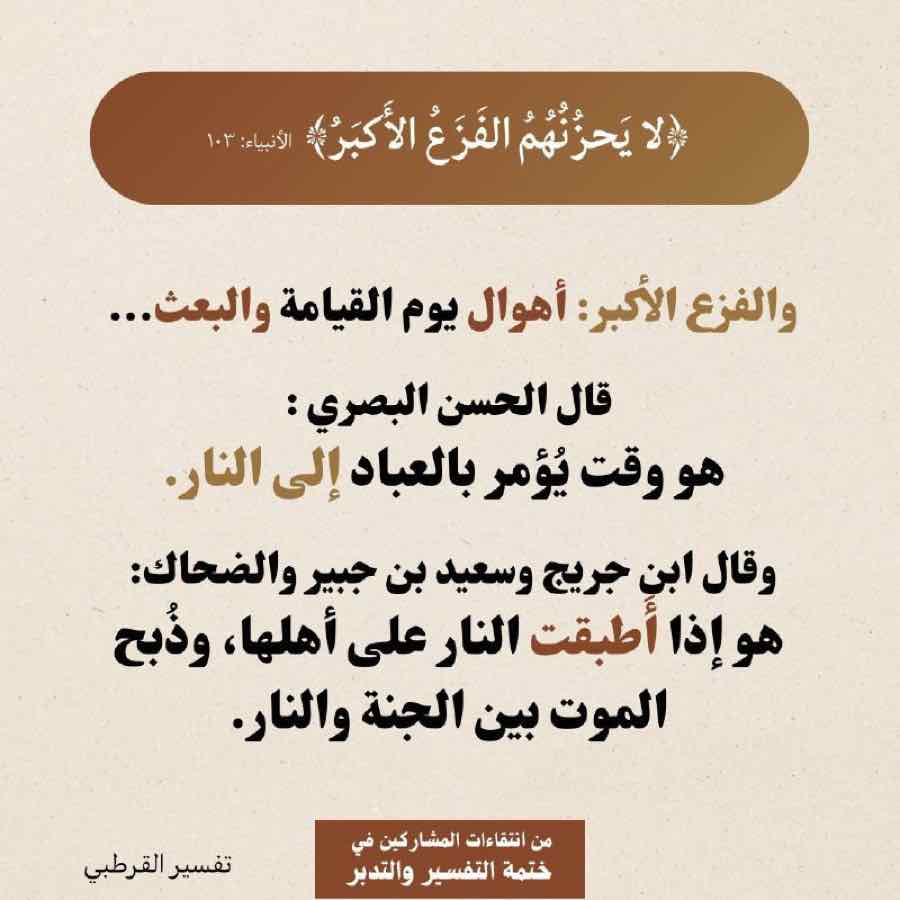 ﴿لا يَحزُنُهُمُ الفَزَعُ الأَكبَرُ﴾ الأنبياء: ١٠٣
والفزع الأكبر: أهوال يوم القيامة والبعث...
قال الحسن البصري :
هو وقت يُؤمر بالعباد إلى النار.
وقال ابن جريج وسعيد بن جبير والضحاك:
هو إذا أَطبقت النار على أهلها، وذُبح
الموت بين الجنة والنار.
من انتقاءات المشاركين في
ختمة التفسير والتدبر
تفسير القرطبي